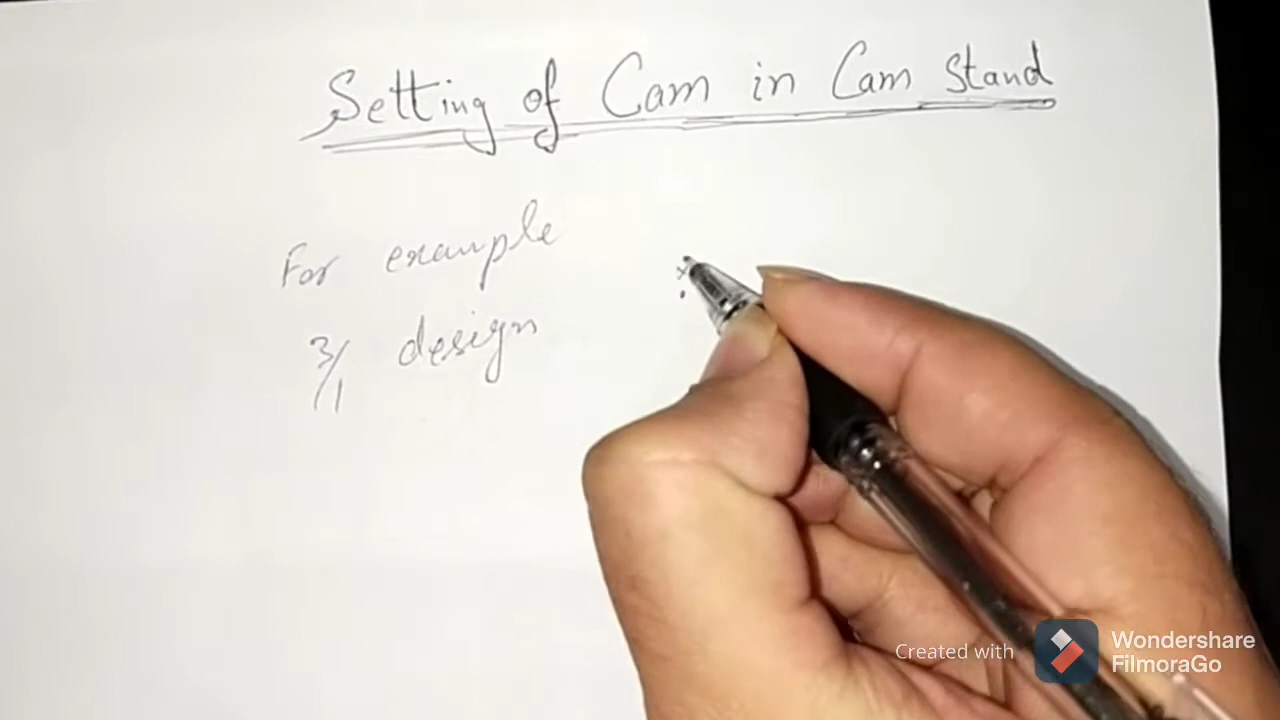 Setting of Cam in Cam Stand
For example
3/1 design
Created with Wondershare FilmoraGo